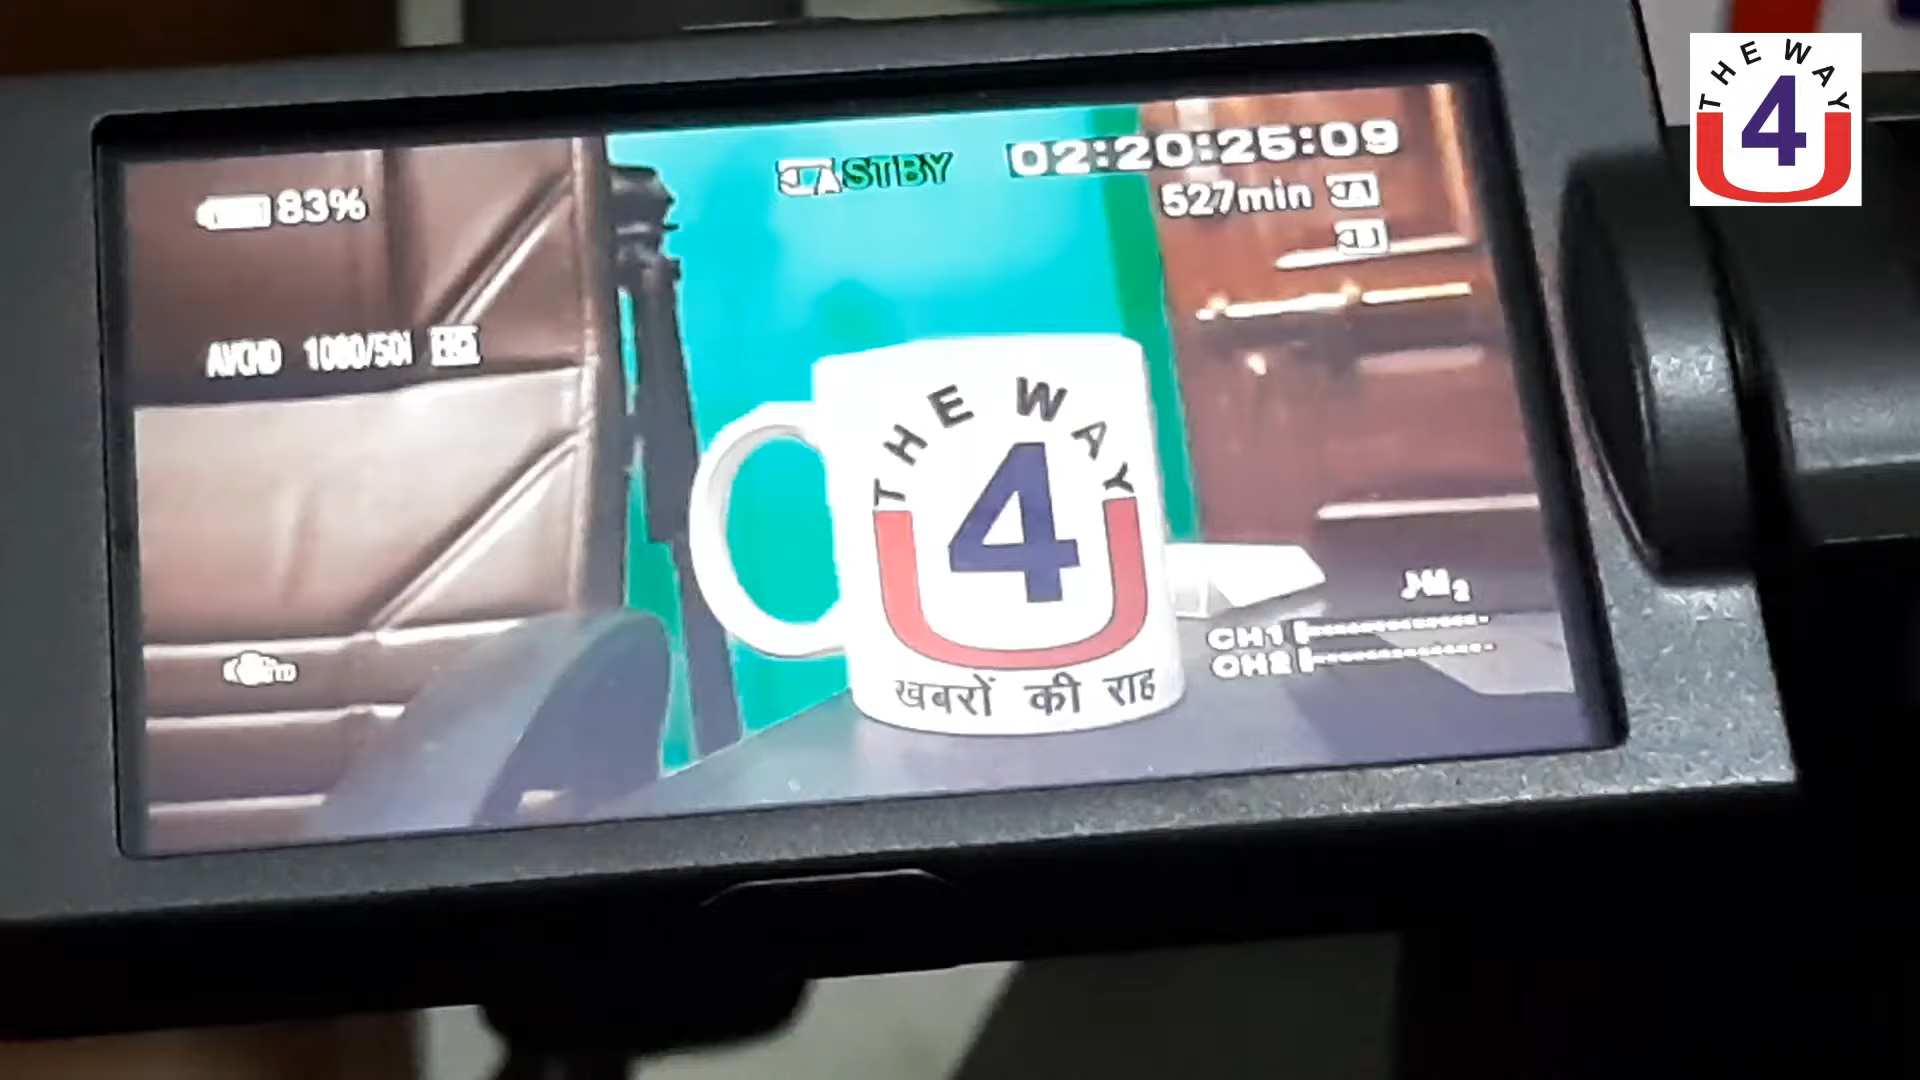 83%
STBY
02:20:25:09
527min
AVCHD 1080/50i
THE WAY
4
U
खबरों की राह
CH1
CH2
THE WAY
4
U